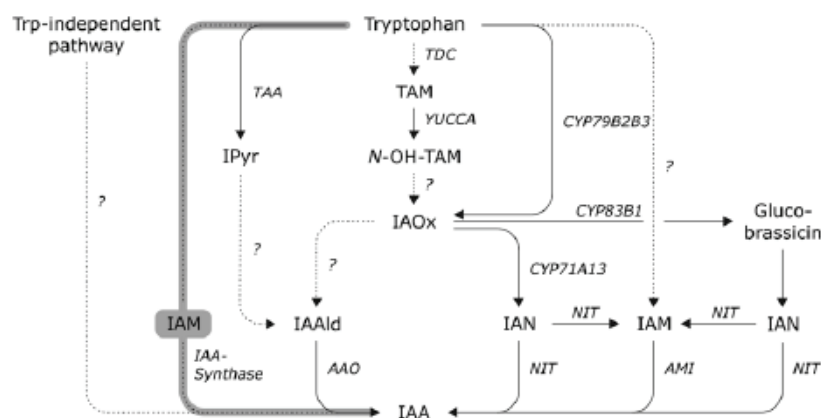 Trp-independent
pathway
Tryptophan
TDC
TAA
TAM
YUCCA
CYP79B2B3
IPyr
N-OH-TAM
?
?
?
CYP83B1
IAOx
Gluco-
brassicin
?
?
CYP71A13
IAM
IAAld
IAN
NIT
IAM
NIT
IAN
IAA-
Synthase
AAO
NIT
AMI
NIT
IAA